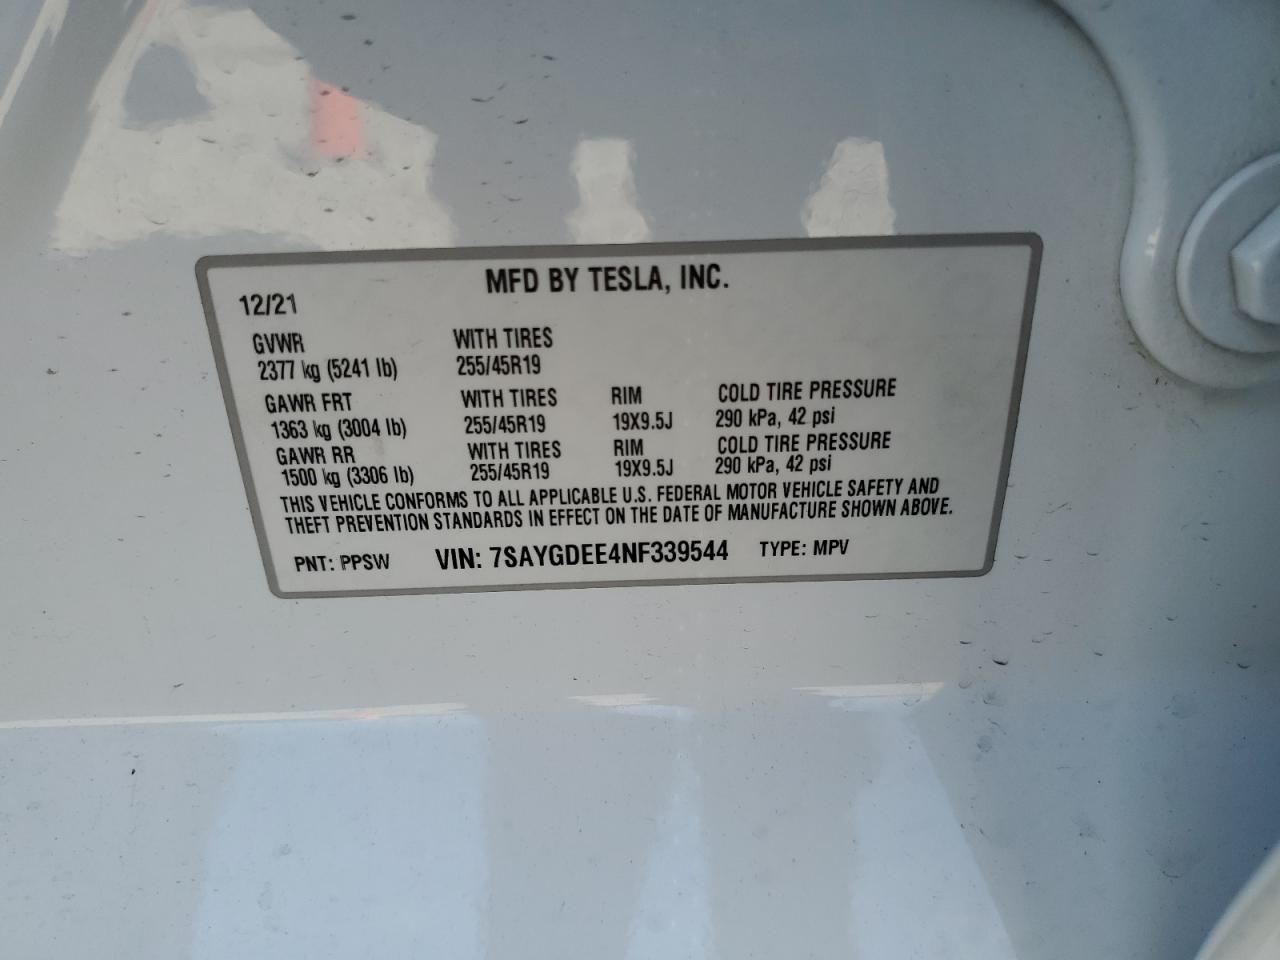 MFD BY TESLA, INC.
12/21
GVWR WITH TIRES
2377 kg (5241 lb) 255/45R19
GAWR FRT WITH TIRES RIM COLD TIRE PRESSURE
1363 kg (3004 lb) 255/45R19 19X9.5J 290 kPa, 42 psi
GAWR RR WITH TIRES RIM COLD TIRE PRESSURE
1500 kg (3306 lb) 255/45R19 19X9.5J 290 kPa, 42 psi
THIS VEHICLE CONFORMS TO ALL APPLICABLE U.S. FEDERAL MOTOR VEHICLE SAFETY AND
THEFT PREVENTION STANDARDS IN EFFECT ON THE DATE OF MANUFACTURE SHOWN ABOVE.
PNT: PPSW VIN: 7SAYGDEE4NF339544 TYPE: MPV